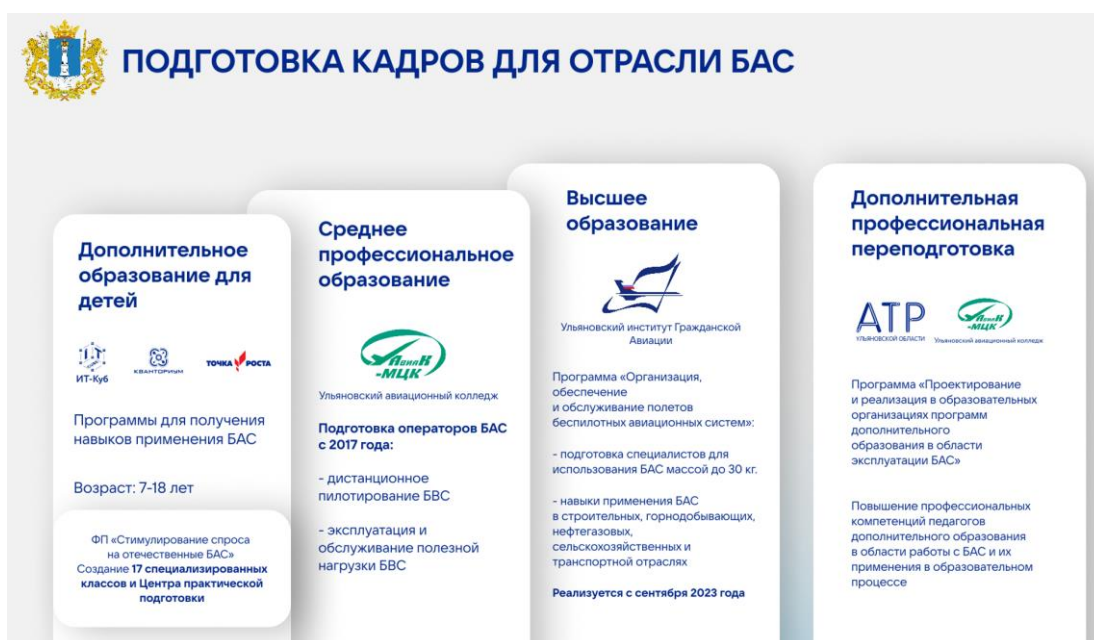 ПОДГОТОВКА КАДРОВ ДЛЯ ОТРАСЛИ БАС
Дополнительное
образование для
детей
ИТ-Куб
КВАНТОРИУМ
ТОЧКА РОСТА
Программы для получения
навыков применения БАС
Возраст: 7-18 лет
ФП «Стимулирование спроса
на отечественные БАС»
Создание 17 специализированных
классов и Центра практической
подготовки
Среднее
профессиональное
образование
АвиаК
-МЦК
Ульяновский авиационный колледж
Подготовка операторов БАС
с 2017 года:
- дистанционное
пилотирование БВС
- эксплуатация и
обслуживание полезной
нагрузки БВС
Высшее
образование
Ульяновский институт Гражданской
Авиации
Программа «Организация,
обеспечение
и обслуживание полетов
беспилотных авиационных систем»:
- подготовка специалистов для
использования БАС массой до 30 кг.
- навыки применения БАС
в строительных, горнодобывающих,
нефтегазовых,
сельскохозяйственных и
транспортной отраслях
Реализуется с сентября 2023 года
Дополнительная
профессиональная
переподготовка
АТР
УЛЬЯНОВСКОЙ ОБЛАСТИ
АвиаК
-МЦК
Ульяновский авиационный колледж
Программа «Проектирование
и реализация в образовательных
организациях программ
дополнительного
образования в области
эксплуатации БАС»
Повышение профессиональных
компетенций педагогов
дополнительного образования
в области работы с БАС и их
применения в образовательном
процессе